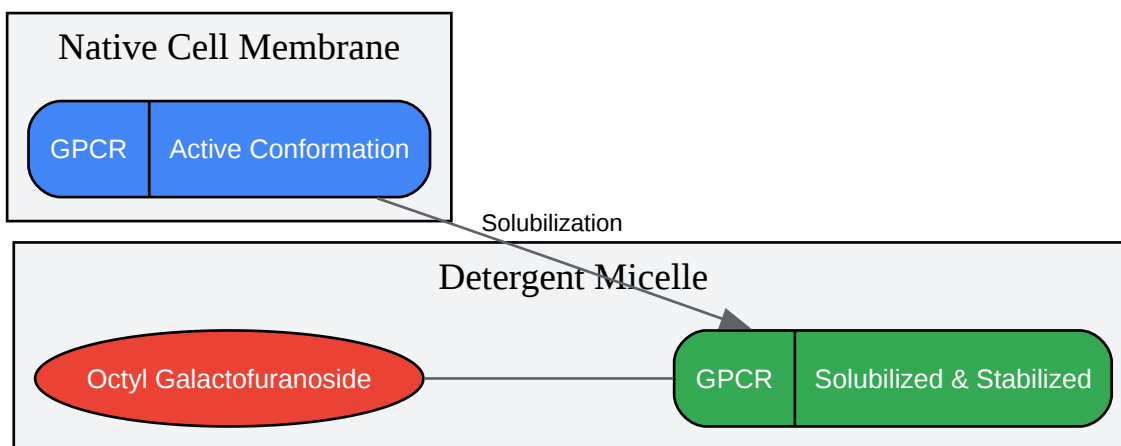 Native Cell Membrane
GPCR
Active Conformation
Solubilization
Detergent Micelle
Octyl Galactofuranoside
GPCR
Solubilized & Stabilized